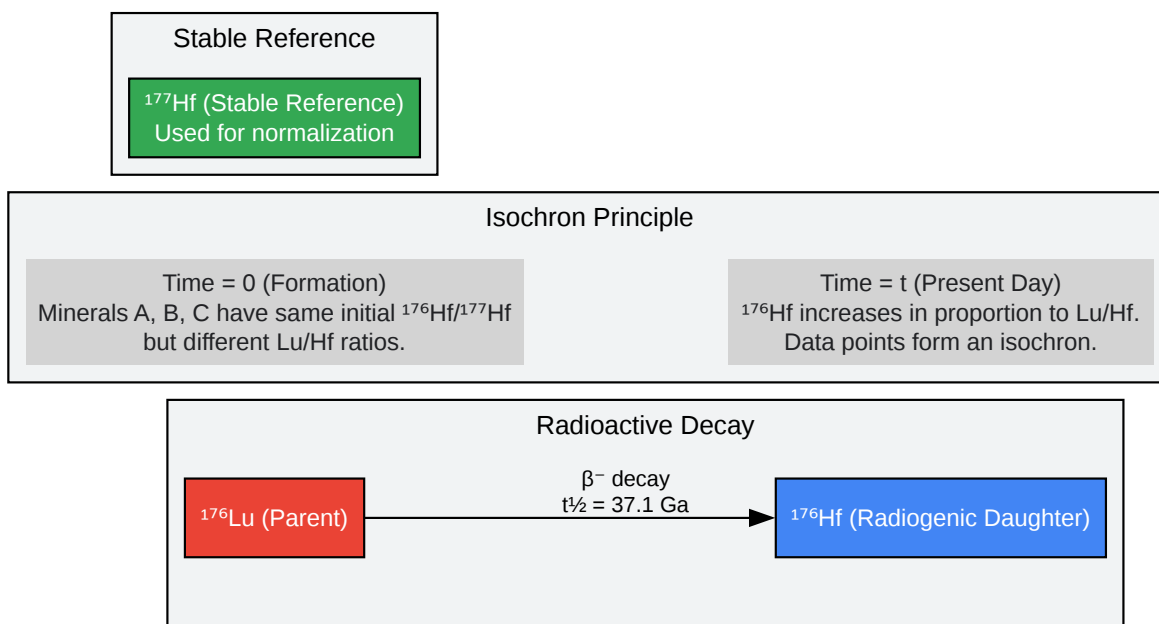 Stable Reference
¹⁷⁷Hf (Stable Reference)
Used for normalization
Isochron Principle
Time = 0 (Formation)
Minerals A, B, C have same initial ¹⁷⁶Hf/¹⁷⁷Hf
but different Lu/Hf ratios.
Time = t (Present Day)
¹⁷⁶Hf increases in proportion to Lu/Hf.
Data points form an isochron.
Radioactive Decay
¹⁷⁶Lu (Parent)
β⁻ decay
t½ = 37.1 Ga
¹⁷⁶Hf (Radiogenic Daughter)